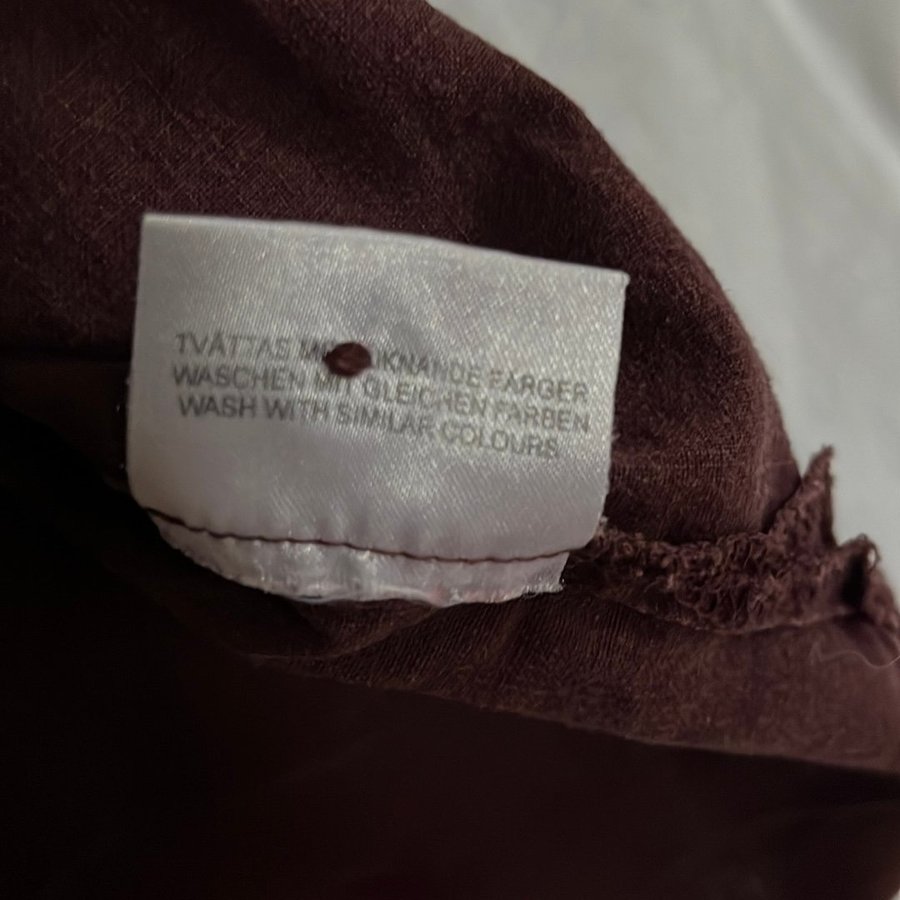 TVÄTTAS FÄRGER
WASCHEN MIT GLEICHEN FARBEN
WASH WITH SIMILAR COLOURS